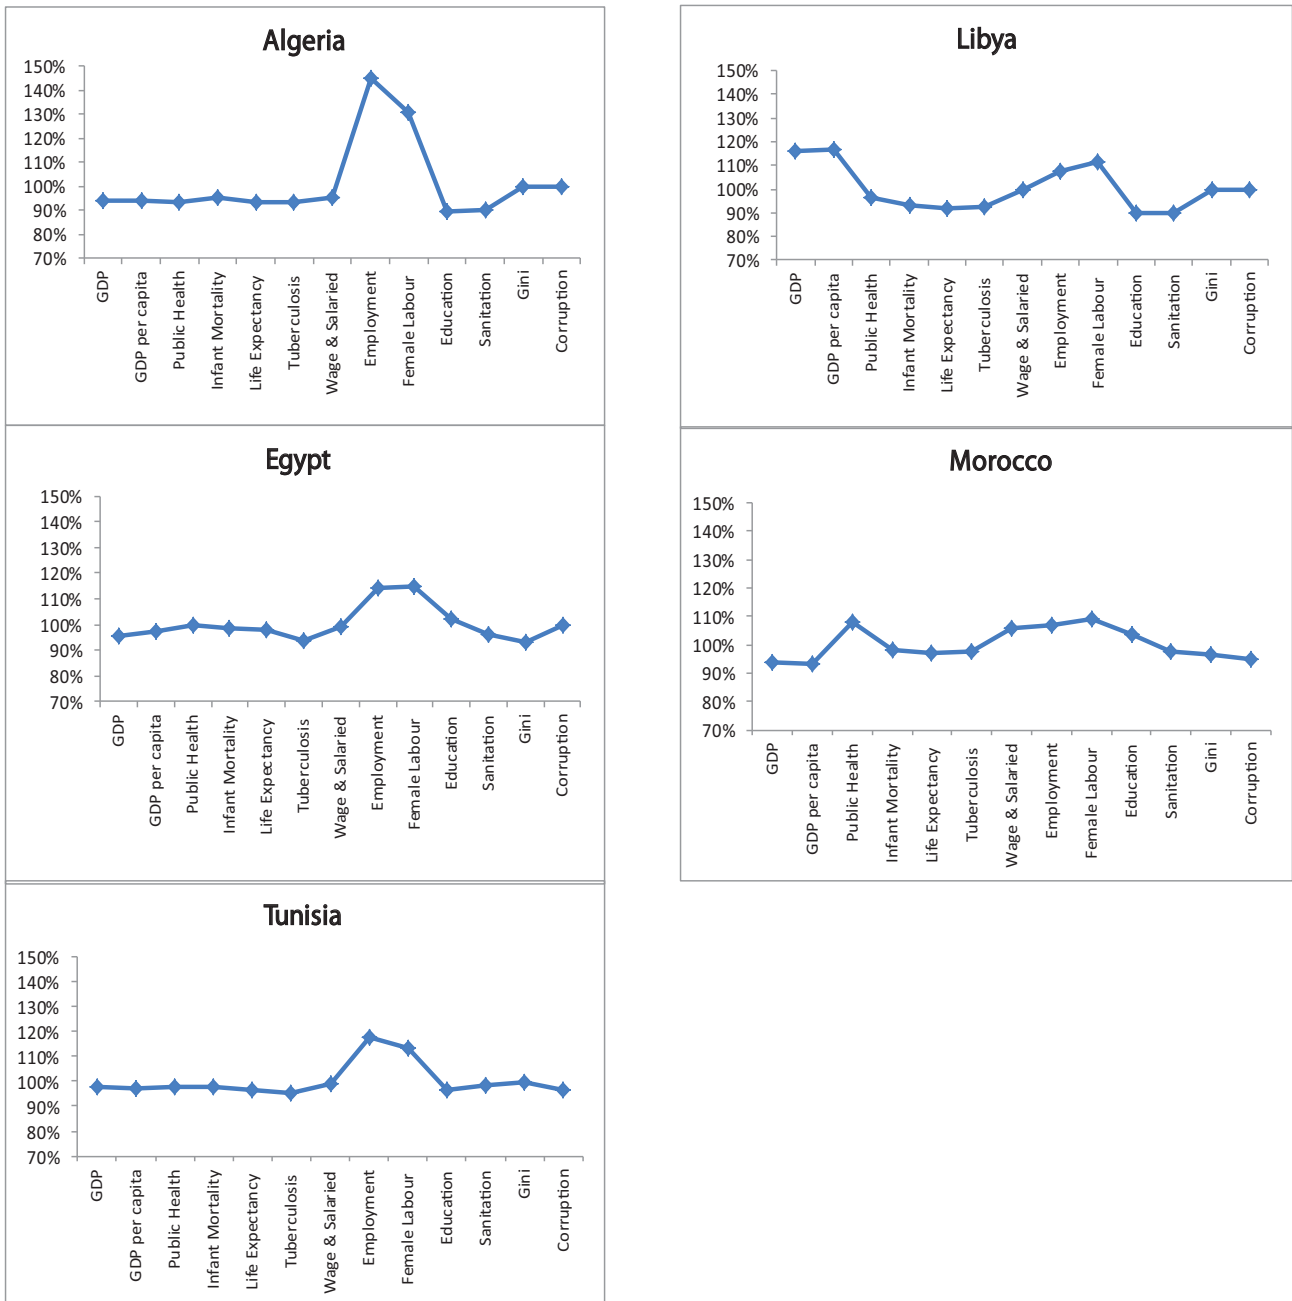 Algeria
150%
140%
130%
120%
110%
100%
90%
80%
70%
GDP
GDP per capita
Public Health
Infant Mortality
Life Expectancy
Tuberculosis
Wage & Salaried
Employment
Female Labour
Education
Sanitation
Gini
Corruption
Libya
150%
140%
130%
120%
110%
100%
90%
80%
70%
GDP
GDP per capita
Public Health
Infant Mortality
Life Expectancy
Tuberculosis
Wage & Salaried
Employment
Female Labour
Education
Sanitation
Gini
Corruption
Egypt
150%
140%
130%
120%
110%
100%
90%
80%
70%
GDP
GDP per capita
Public Health
Infant Mortality
Life Expectancy
Tuberculosis
Wage & Salaried
Employment
Female Labour
Education
Sanitation
Gini
Corruption
Morocco
150%
140%
130%
120%
110%
100%
90%
80%
70%
GDP
GDP per capita
Public Health
Infant Mortality
Life Expectancy
Tuberculosis
Wage & Salaried
Employment
Female Labour
Education
Sanitation
Gini
Corruption
Tunisia
150%
140%
130%
120%
110%
100%
90%
80%
70%
GDP
GDP per capita
Public Health
Infant Mortality
Life Expectancy
Tuberculosis
Wage & Salaried
Employment
Female Labour
Education
Sanitation
Gini
Corruption